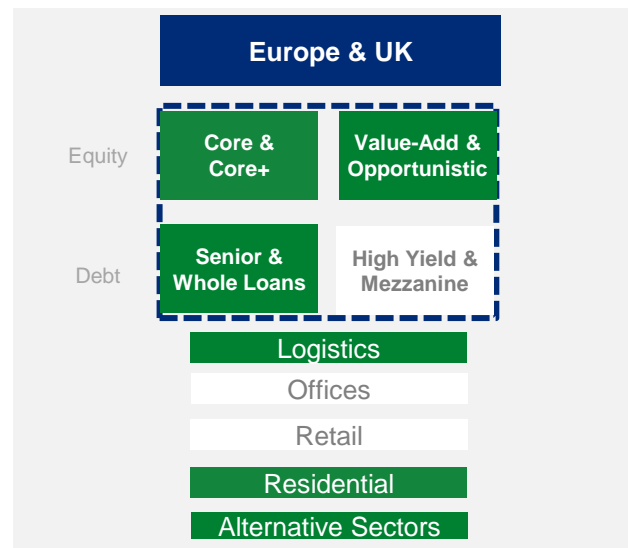 Europe & UK
Equity
Core &
Core+
Value-Add &
Opportunistic
Debt
Senior &
Whole Loans
High Yield &
Mezzanine
Logistics
Offices
Retail
Residential
Alternative Sectors